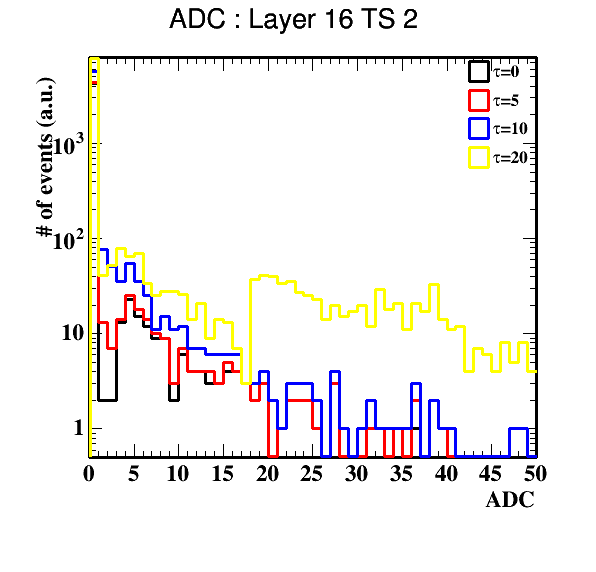 ADC : Layer 16 TS 2
# of events (a.u.)
10³
10²
10
1
τ=0
τ=5
τ=10
τ=20
0 5 10 15 20 25 30 35 40 45 50
ADC